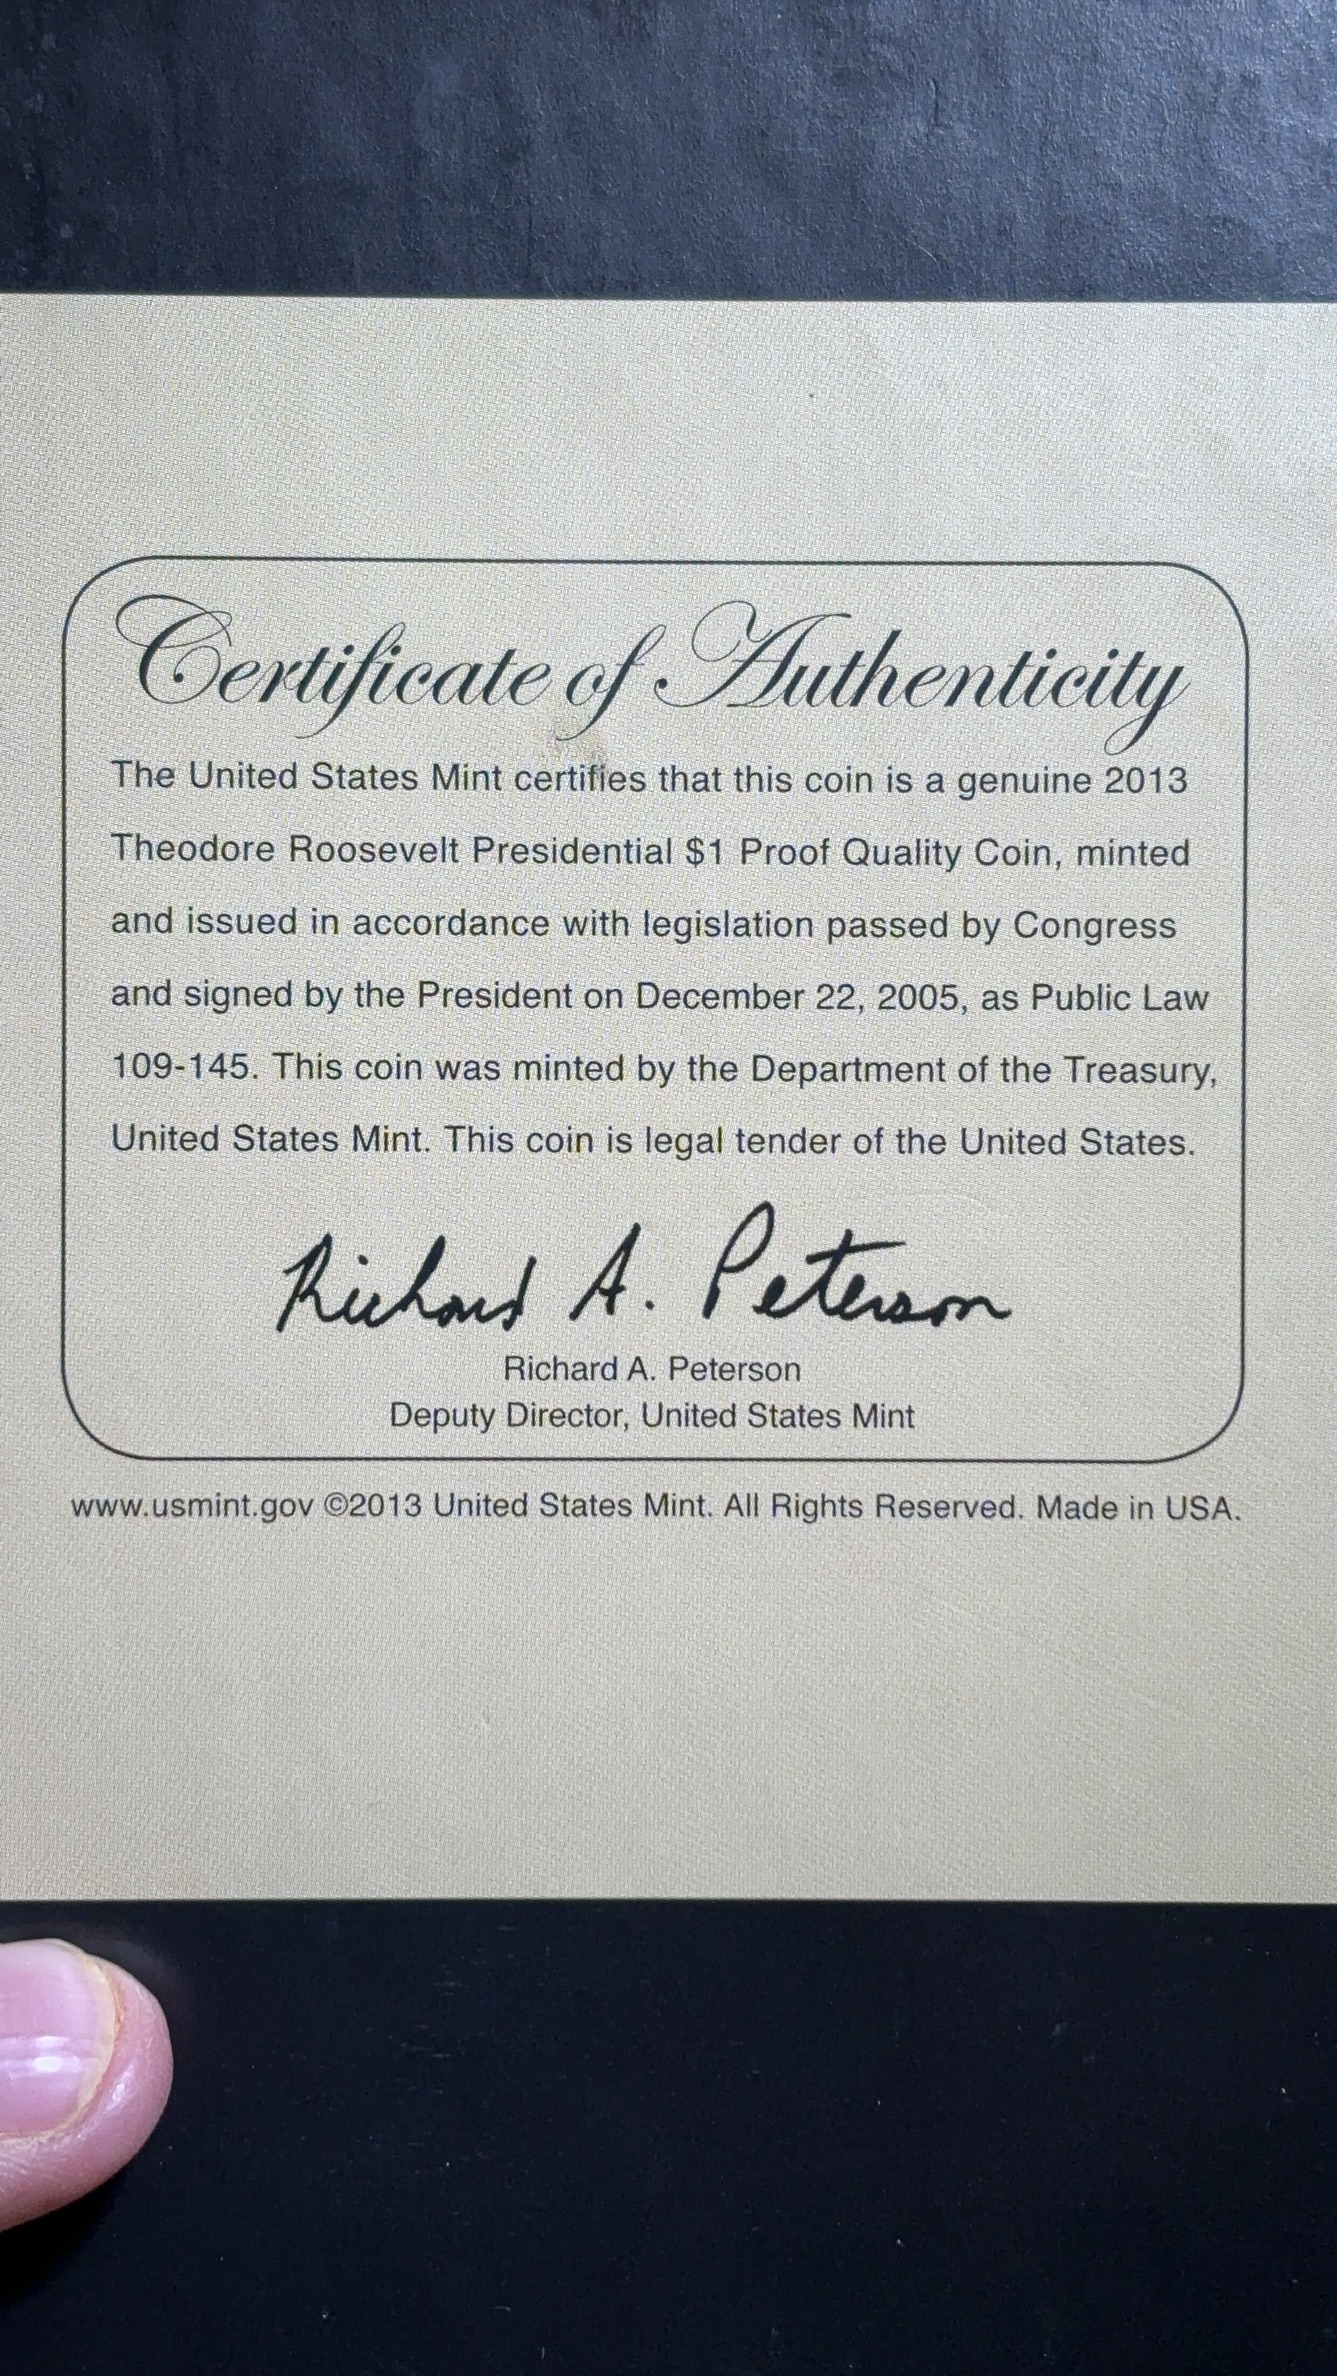 Certificate of Authenticity
The United States Mint certifies that this coin is a genuine 2013
Theodore Roosevelt Presidential $1 Proof Quality Coin, minted
and issued in accordance with legislation passed by Congress
and signed by the President on December 22, 2005, as Public Law
109-145. This coin was minted by the Department of the Treasury,
United States Mint. This coin is legal tender of the United States.
Richard A. Peterson
Richard A. Peterson
Deputy Director, United States Mint
www.usmint.gov ©2013 United States Mint. All Rights Reserved. Made in USA.